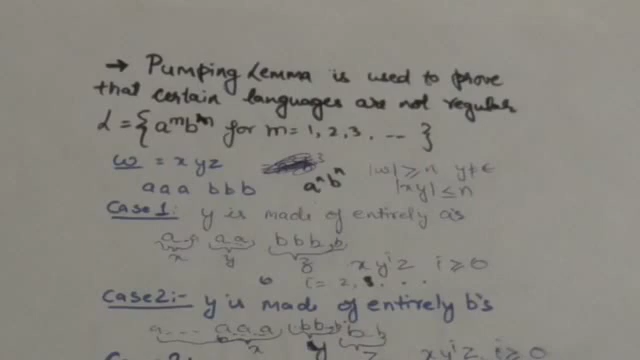 → Pumping Lemma is used to prove
that certain languages are not regular
L = { a^m b^m for m = 1, 2, 3, ... }
w = x y z
|w| ≥ n y ≠ ε
a a a b b b
a^n b^n
|xy| ≤ n
Case 1: y is made of entirely a's
a.. a a b b b b
x y z
x y^i z i ≥ 0
i = 2,
Case 2:- y is made of entirely b's
a.... a a a b b b b
x y z
x y^i z, i ≥ 0